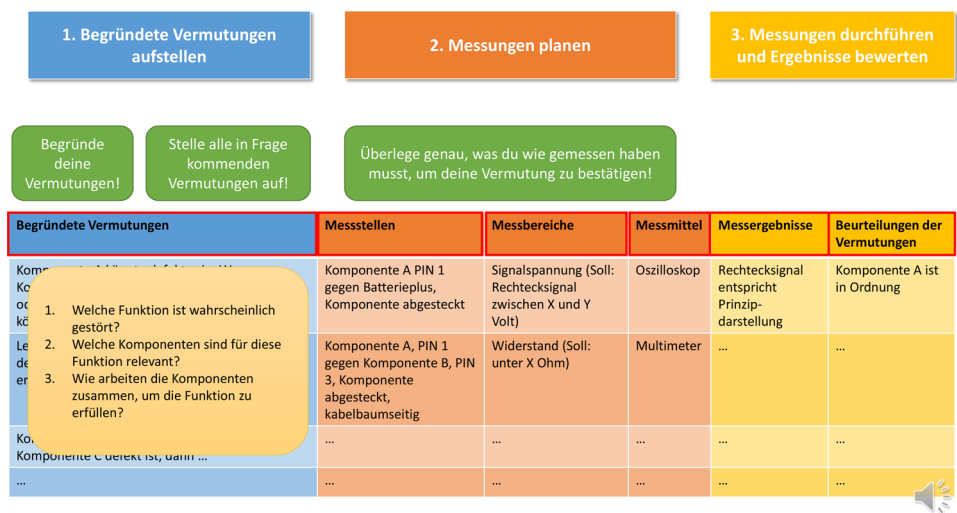 1. Begründete Vermutungen
aufstellen
2. Messungen planen
3. Messungen durchführen
und Ergebnisse bewerten
Begründe
deine
Vermutungen!
Stelle alle in Frage
kommenden
Vermutungen auf!
Überlege genau, was du wie gemessen haben
musst, um deine Vermutung zu bestätigen!
Begründete Vermutungen
Messstellen
Messbereiche
Messmittel
Messergebnisse
Beurteilungen der
Vermutungen
1. Welche Funktion ist wahrscheinlich
gestört?
2. Welche Komponenten sind für diese
Funktion relevant?
3. Wie arbeiten die Komponenten
zusammen, um die Funktion zu
erfüllen?
Komponente A PIN 1
gegen Batterieplus,
Komponente abgesteckt
Signalspannung (Soll:
Rechtecksignal
zwischen X und Y
Volt)
Oszilloskop
Rechtecksignal
entspricht
Prinzip-
darstellung
Komponente A ist
in Ordnung
Komponente A, PIN 1
gegen Komponente B, PIN
3, Komponente
abgesteckt,
kabelbaumseitig
Widerstand (Soll:
unter X Ohm)
Multimeter
...
...
Komponente C defekt ist, dann ...
...
...
...
...
...
...
...
...
...
...
...